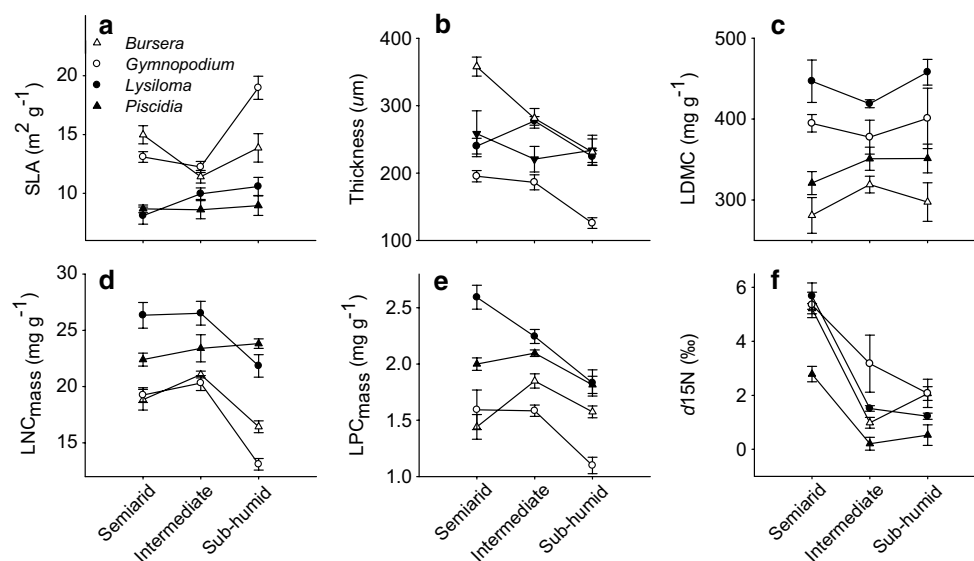 a
Bursera
Gymnopodium
Lysiloma
Piscidia
SLA (m² g⁻¹)
20
15
10
b
Thickness (um)
400
300
200
100
c
LDMC (mg g⁻¹)
500
400
300
d
LNCmass (mg g⁻¹)
30
25
20
15
Semiarid
Intermediate
Sub-humid
e
LPCmass (mg g⁻¹)
2.5
2.0
1.5
1.0
Semiarid
Intermediate
Sub-humid
f
d15N (‰)
6
4
2
0
Semiarid
Intermediate
Sub-humid